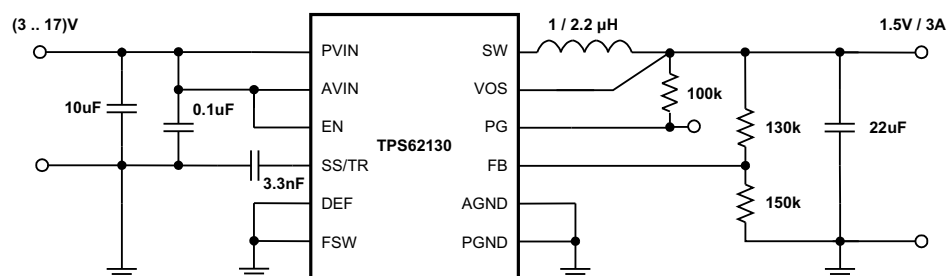 (3 .. 17)V
1 / 2.2 µH
1.5V / 3A
PVIN
SW
AVIN
VOS
10uF
0.1uF
100k
EN
PG
TPS62130
130k
22uF
SS/TR
FB
3.3nF
DEF
AGND
150k
FSW
PGND